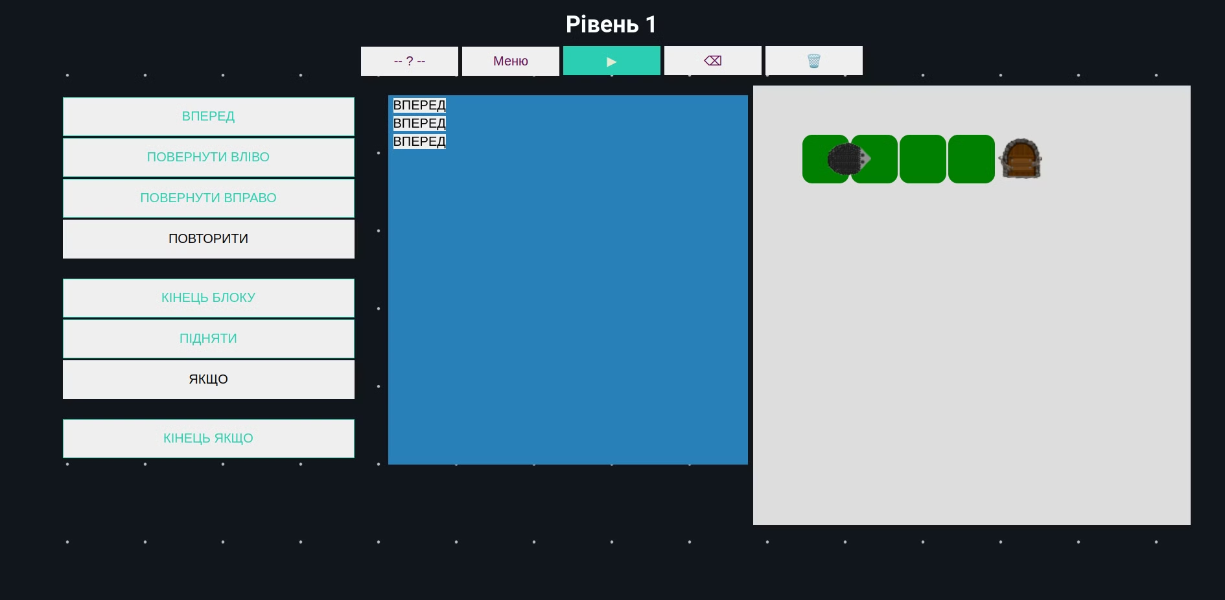 Рівень 1
-- ? --
Меню
ВПЕРЕД
ПОВЕРНУТИ ВЛІВО
ПОВЕРНУТИ ВПРАВО
ПОВТОРИТИ
КІНЕЦЬ БЛОКУ
ПІДНЯТИ
ЯКЩО
КІНЕЦЬ ЯКЩО
ВПЕРЕД
ВПЕРЕД
ВПЕРЕД